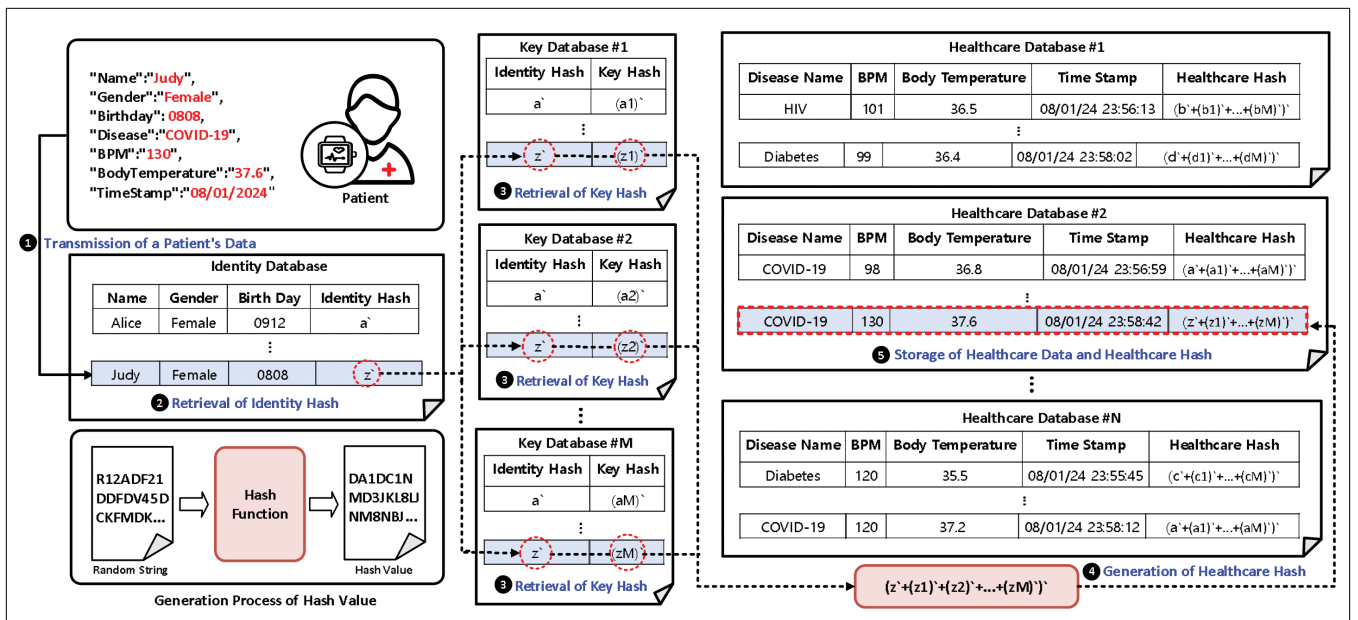 "Name":"Judy",
"Gender":"Female",
"Birthday": 0808,
"Disease":"COVID-19",
"BPM":"130",
"BodyTemperature":"37.6",
"TimeStamp":"08/01/2024"
Patient
1 Transmission of a Patient's Data
Identity Database
Name Gender Birth Day Identity Hash
Alice Female 0912 a`
⋮
Judy Female 0808 z`
2 Retrieval of Identity Hash
R12ADF21
DDFDV45D
CKFMDK...
Random String
Hash
Function
DA1DC1N
MD3JKL8LJ
NM8NBJ...
Hash Value
Generation Process of Hash Value
Key Database #1
Identity Hash Key Hash
a` (a1)`
⋮
z` (z1)`
3 Retrieval of Key Hash
Key Database #2
Identity Hash Key Hash
a` (a2)`
⋮
z` (z2)`
3 Retrieval of Key Hash
⋮
Key Database #M
Identity Hash Key Hash
a` (aM)`
⋮
z` (zM)`
3 Retrieval of Key Hash
Healthcare Database #1
Disease Name BPM Body Temperature Time Stamp Healthcare Hash
HIV 101 36.5 08/01/24 23:56:13 (b`+(b1)`+...+(bM)`)`
⋮
Diabetes 99 36.4 08/01/24 23:58:02 (d`+(d1)`+...+(dM)`)`
Healthcare Database #2
Disease Name BPM Body Temperature Time Stamp Healthcare Hash
COVID-19 98 36.8 08/01/24 23:56:59 (a`+(a1)`+...+(aM)`)`
⋮
COVID-19 130 37.6 08/01/24 23:58:42 (z`+(z1)`+...+(zM)`)`
5 Storage of Healthcare Data and Healthcare Hash
⋮
Healthcare Database #N
Disease Name BPM Body Temperature Time Stamp Healthcare Hash
Diabetes 120 35.5 08/01/24 23:55:45 (c`+(c1)`+...+(cM)`)`
⋮
COVID-19 120 37.2 08/01/24 23:58:12 (a`+(a1)`+...+(aM)`)`
4 Generation of Healthcare Hash
(z`+(z1)`+(z2)`+...+(zM)`)`